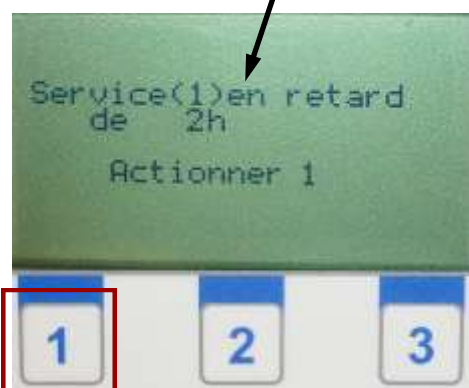 Service(1)en retard
de 2h
Actionner 1
1 2 3